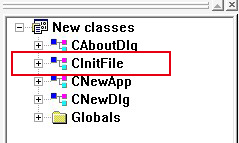 New classes
CAboutDlg
CInitFile
CNewApp
CNewDlg
Globals